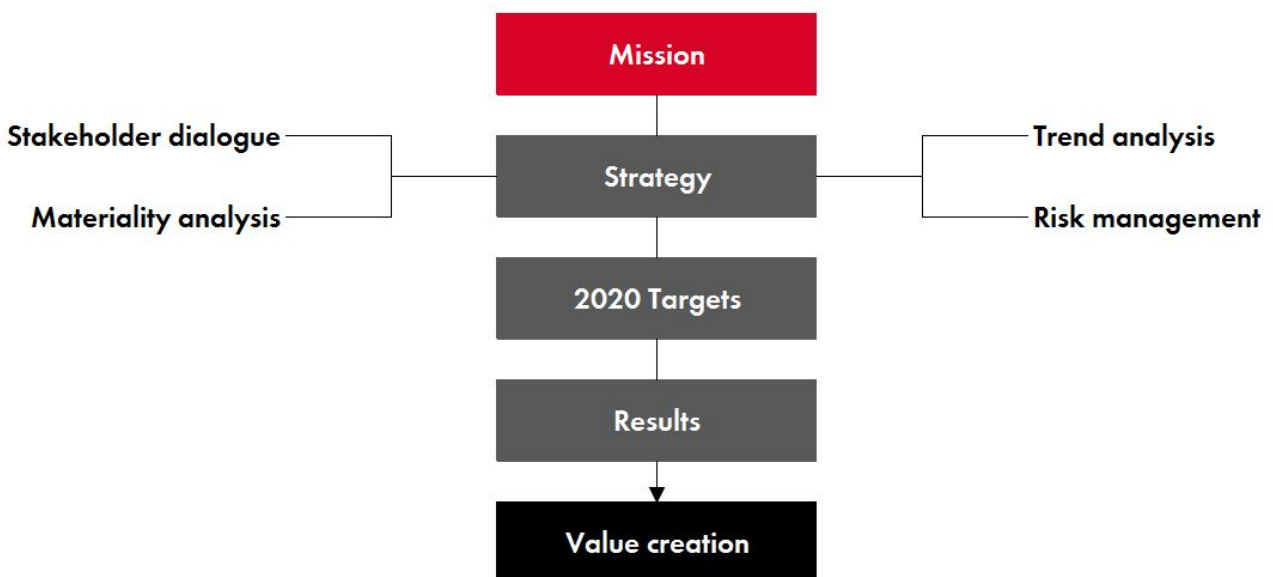 Mission
Stakeholder dialogue
Trend analysis
Strategy
Materiality analysis
Risk management
2020 Targets
Results
Value creation